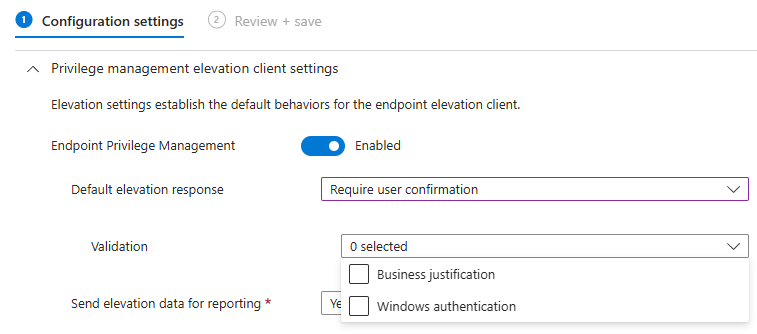 1 Configuration settings 2 Review + save
Privilege management elevation client settings
Elevation settings establish the default behaviors for the endpoint elevation client.
Endpoint Privilege Management Enabled
Default elevation response Require user confirmation
Validation 0 selected
Business justification
Send elevation data for reporting * Ye
Windows authentication